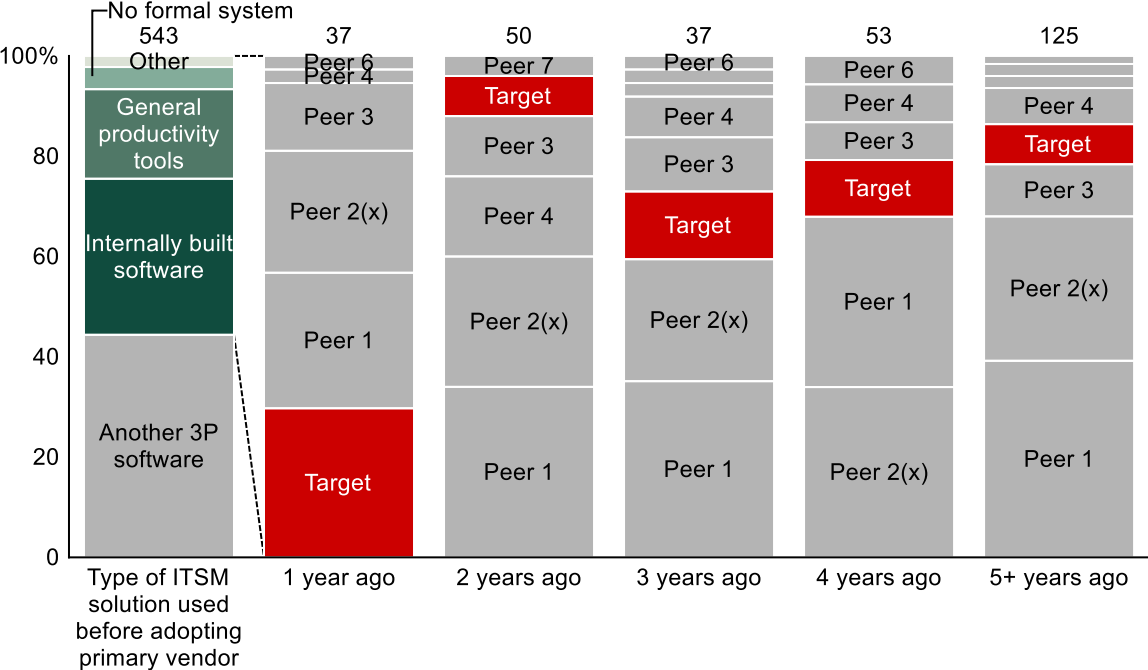 No formal system
543
37
50
37
53
125
100%
80
60
40
20
0
Other
General
productivity
tools
Internally built
software
Another 3P
software
Peer 6
Peer 4
Peer 3
Peer 2(x)
Peer 1
Target
Peer 7
Target
Peer 3
Peer 4
Peer 2(x)
Peer 1
Peer 6
Peer 4
Peer 3
Target
Peer 2(x)
Peer 1
Peer 6
Peer 4
Peer 3
Target
Peer 1
Peer 2(x)
Peer 4
Target
Peer 3
Peer 2(x)
Peer 1
Type of ITSM
solution used
before adopting
primary vendor
1 year ago
2 years ago
3 years ago
4 years ago
5+ years ago